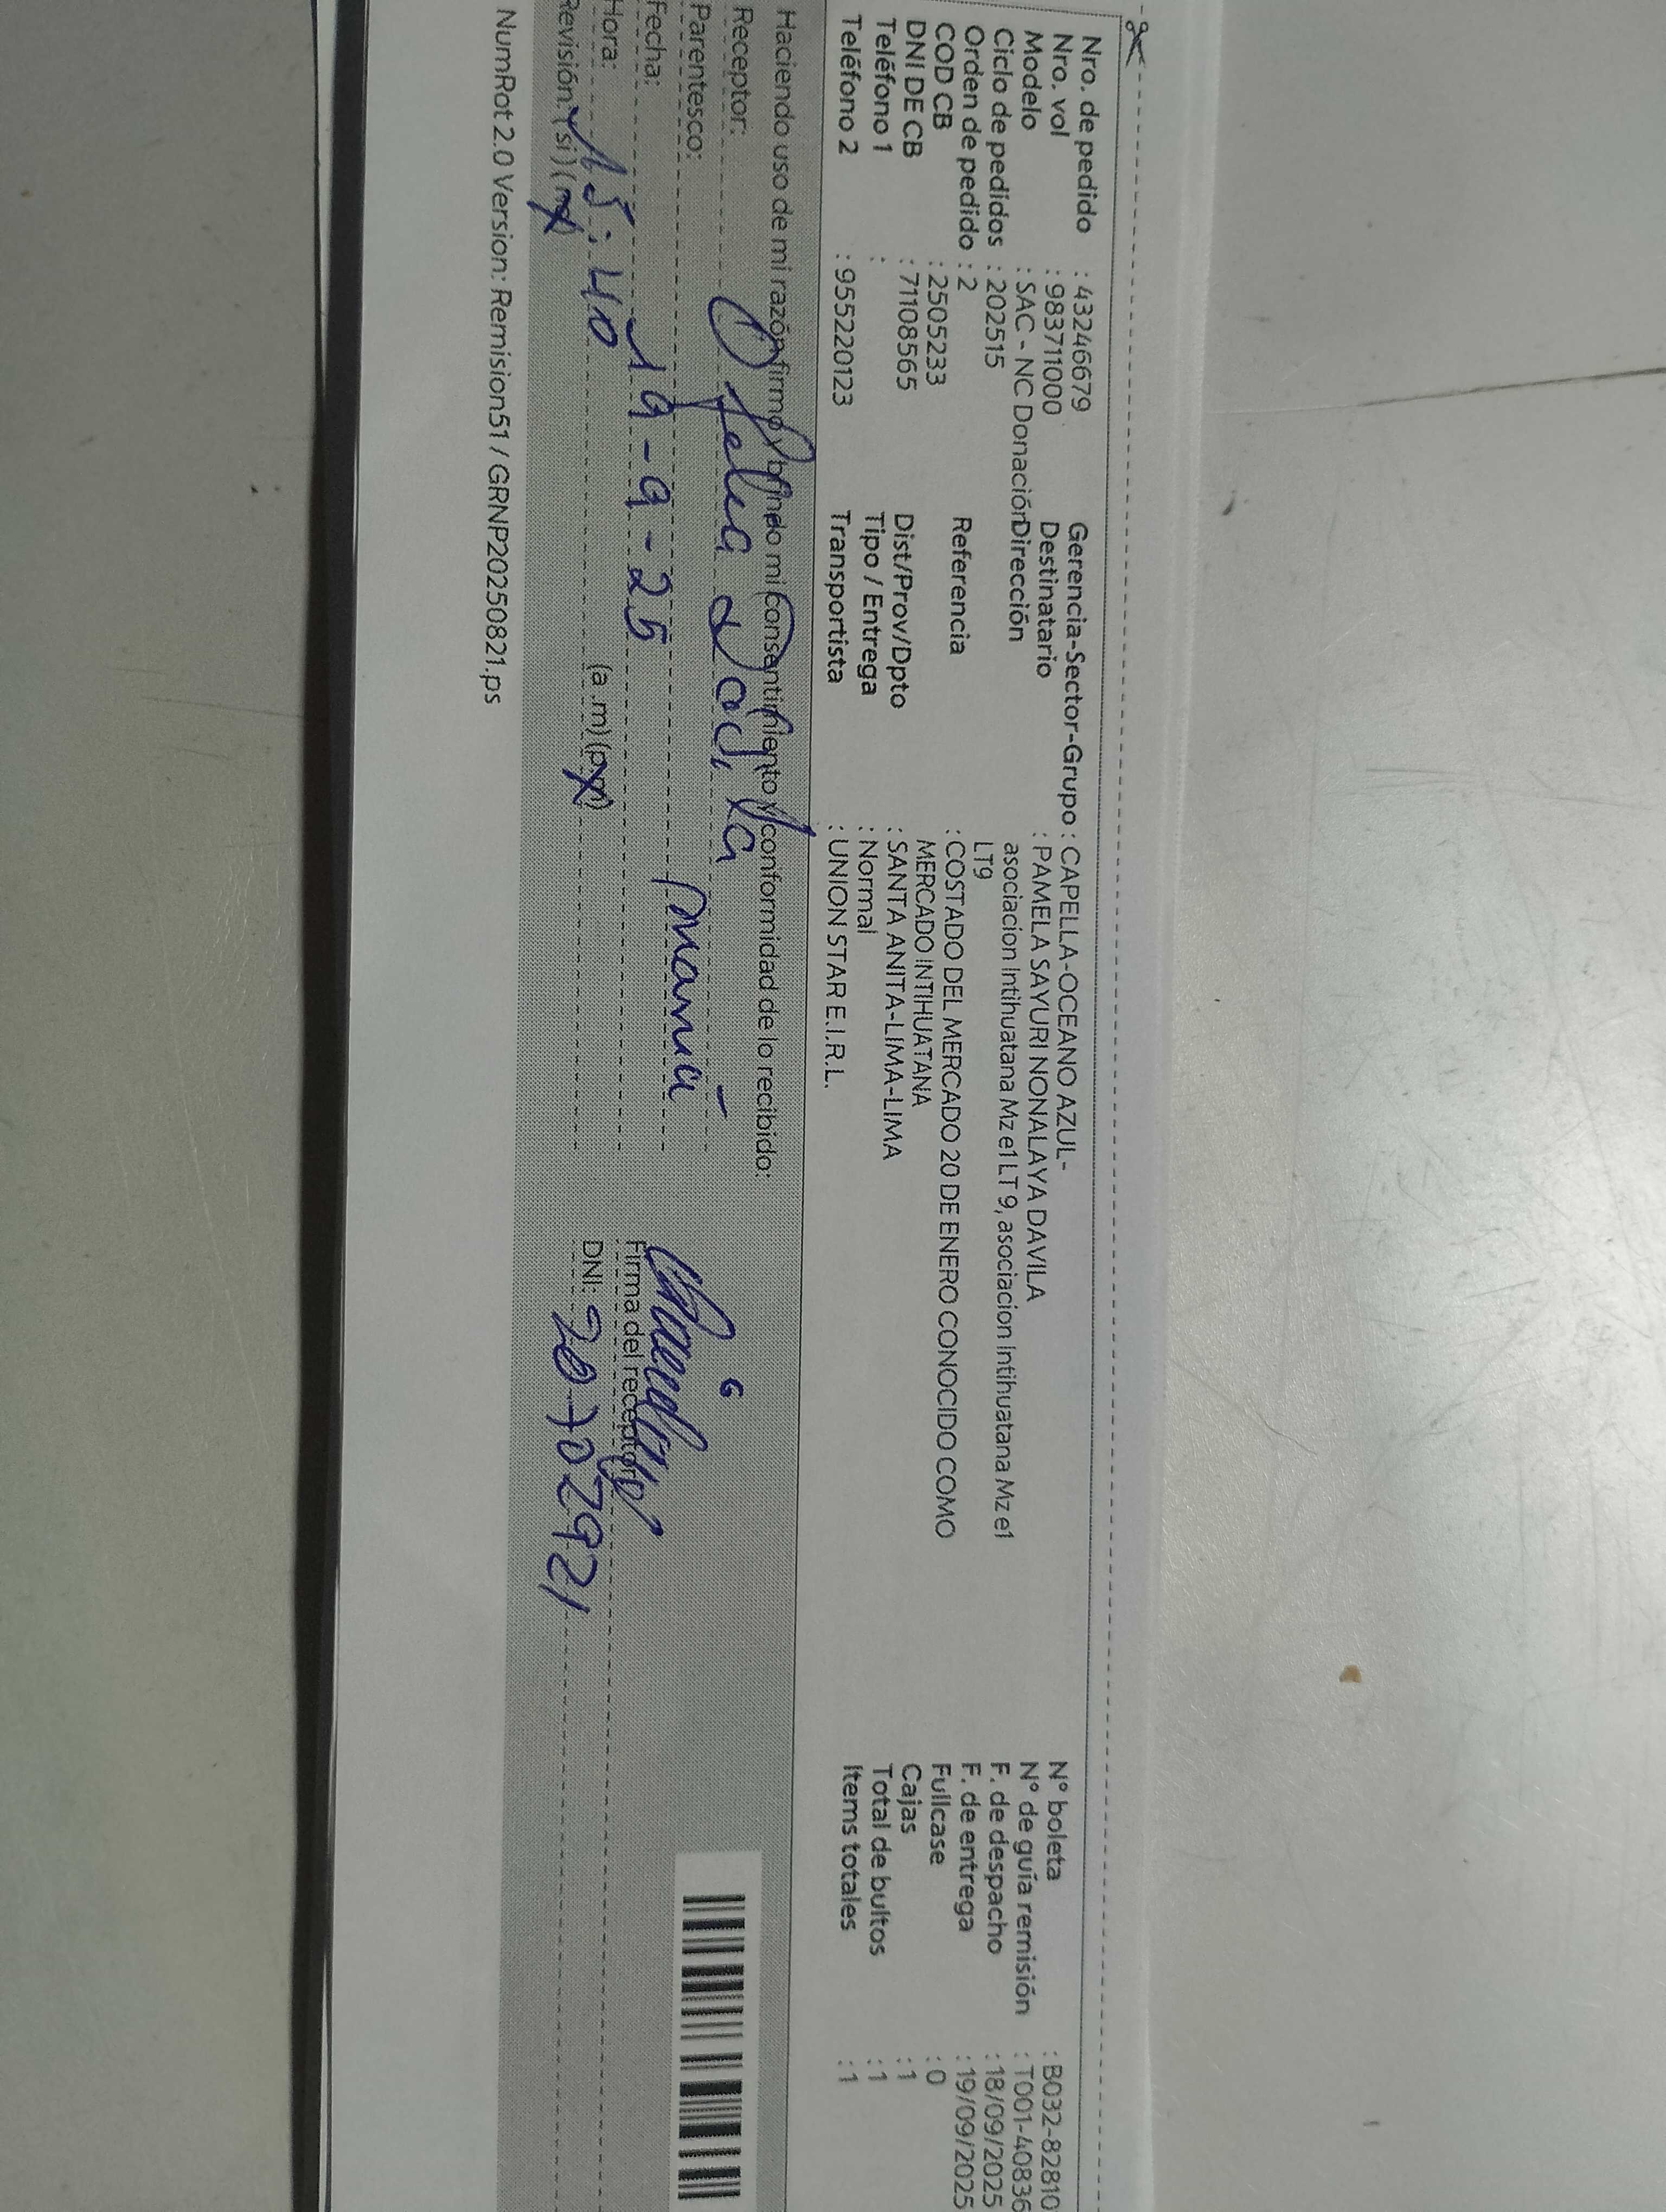 Nro. de pedido : 43246679
Nro. vol : 983711000
Modelo : SAC - NC Donación
Ciclo de pedidos : 202515
Orden de pedido : 2
COD CB : 2505233
DNI DE CB : 71108565
Teléfono 1 :
Teléfono 2 : 955220123
Gerencia-Sector-Grupo : CAPELLA-OCEANO AZUL-
Destinatario : PAMELA SAYURI NONALAYA DAVILA
Dirección asociacion Intihuatana Mz e1 LT 9, asociacion Intihuatana Mz e1
LT9
Referencia : COSTADO DEL MERCADO 20 DE ENERO CONOCIDO COMO
MERCADO INTIHUATANA
Dist/Prov/Dpto : SANTA ANITA-LIMA-LIMA
Tipo / Entrega : Normal
Transportista : UNION STAR E.I.R.L.
N° boleta : B032-82810
N° de guía remisión : T001-40836
F. de despacho : 18/09/2025
F. de entrega : 19/09/2025
Fullcase : 0
Cajas : 1
Total de bultos : 1
Items totales : 1
Haciendo uso de mi razón firmo y brindo mi consentimiento y conformidad de lo recibido:
Receptor:
Parentesco: mamá
Fecha: 19-9-25
Hora: 15:40 (a.m) (p.m)
Revisión: (si) (no)
Firma del receptor
DNI:
NumRot 2.0 Version: Remision51 / GRNP20250821.ps